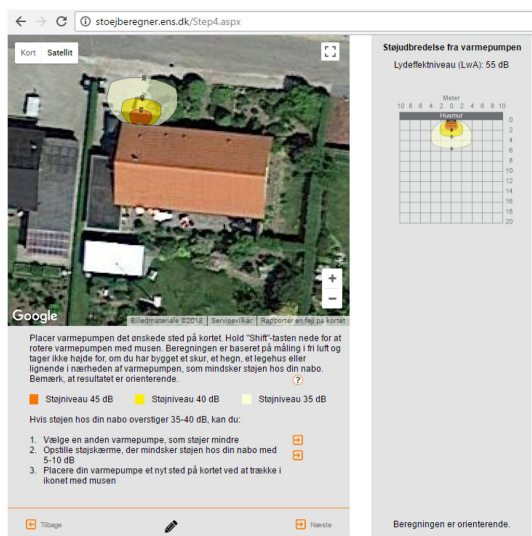 stoejberegner.ens.dk/Step4.aspx
Kort Satellit
N
Google
Billedmateriale ©2018 Servicevilkår Rapporter en fejl på kortet
Placer varmepumpen det ønskede sted på kortet. Hold "Shift"-tasten nede for at
rotere varmepumpen med musen. Beregningen er baseret på måling i fri luft og
tager ikke højde for, om du har bygget et skur, et hegn, et legehus eller
lignende i nærheden af varmepumpen, som mindsker støjen hos din nabo.
Bemærk, at resultatet er orienterende.
?
Støjniveau 45 dB Støjniveau 40 dB Støjniveau 35 dB
Hvis støjen hos din nabo overstiger 35-40 dB, kan du:
1. Vælge en anden varmepumpe, som støjer mindre
2. Opstille støjskærme, der mindsker støjen hos din nabo med
5-10 dB
3. Placere din varmepumpe et nyt sted på kortet ved at trække i
ikonet med musen
Tilbage Næste
Støjudbredelse fra varmepumpen
Lydeffektniveau (LwA): 55 dB
Meter
10 8 6 4 2 0 2 4 6 8 10
Husmur
0
2
4
6
8
10
12
14
16
18
20
Beregningen er orienterende.